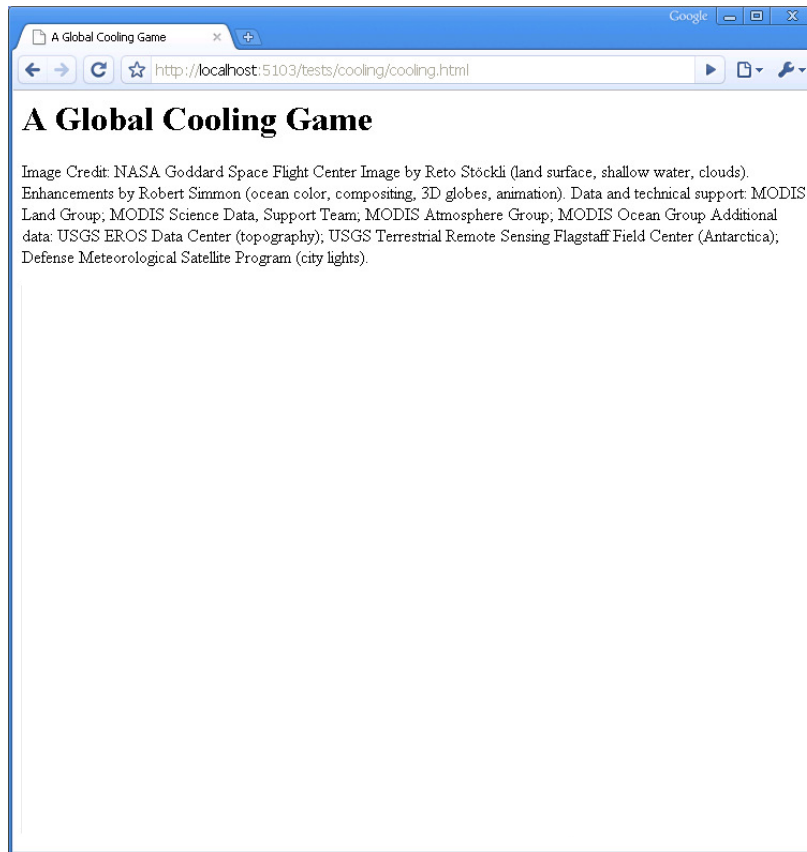 Google
A Global Cooling Game
http://localhost:5103/tests/cooling/cooling.html
A Global Cooling Game
Image Credit: NASA Goddard Space Flight Center Image by Reto Stöckli (land surface, shallow water, clouds).
Enhancements by Robert Simmon (ocean color, compositing, 3D globes, animation). Data and technical support: MODIS
Land Group; MODIS Science Data, Support Team; MODIS Atmosphere Group; MODIS Ocean Group Additional
data: USGS EROS Data Center (topography); USGS Terrestrial Remote Sensing Flagstaff Field Center (Antarctica);
Defense Meteorological Satellite Program (city lights).